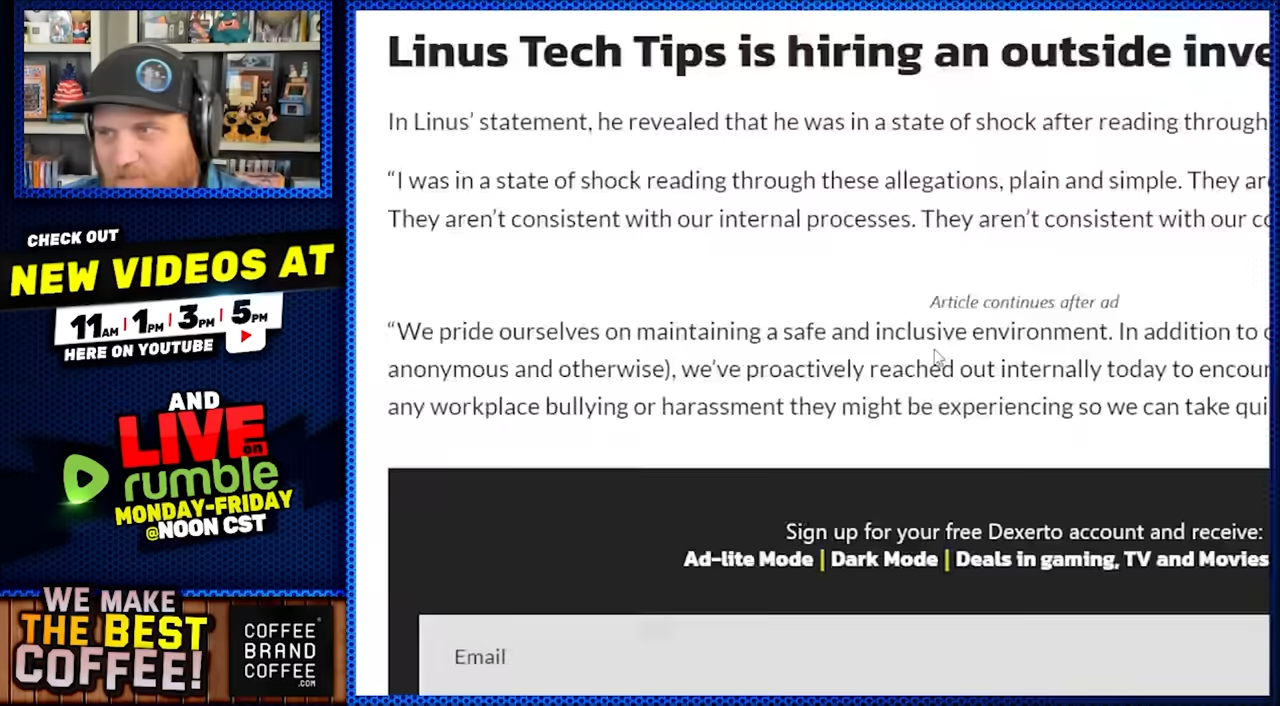 CHECK OUT
NEW VIDEOS AT
11AM | 1PM | 3PM | 5PM
HERE ON YOUTUBE
AND
LIVE on
rumble
MONDAY-FRIDAY
@NOON CST
WE MAKE
THE BEST
COFFEE!
COFFEE
BRAND
COFFEE
.COM
Linus Tech Tips is hiring an outside inve
In Linus’ statement, he revealed that he was in a state of shock after reading through
“I was in a state of shock reading through these allegations, plain and simple. They are
They aren’t consistent with our internal processes. They aren’t consistent with our co
Article continues after ad
“We pride ourselves on maintaining a safe and inclusive environment. In addition to
anonymous and otherwise), we’ve proactively reached out internally today to encour
any workplace bullying or harassment they might be experiencing so we can take qui
Sign up for your free Dexerto account and receive:
Ad-lite Mode | Dark Mode | Deals in gaming, TV and Movies
Email